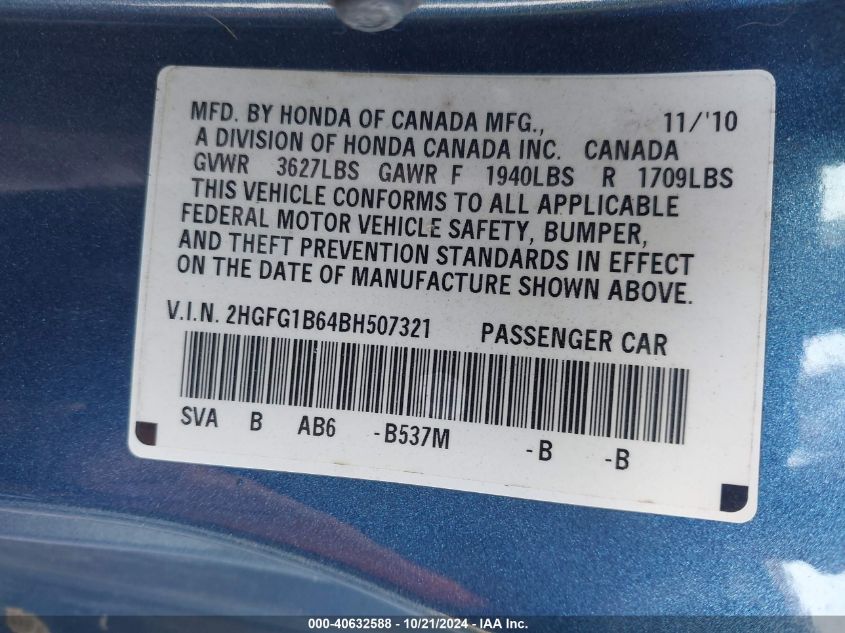 MFD. BY HONDA OF CANADA MFG., 11/'10
A DIVISION OF HONDA CANADA INC. CANADA
GVWR 3627LBS GAWR F 1940LBS R 1709LBS
THIS VEHICLE CONFORMS TO ALL APPLICABLE
FEDERAL MOTOR VEHICLE SAFETY, BUMPER,
AND THEFT PREVENTION STANDARDS IN EFFECT
ON THE DATE OF MANUFACTURE SHOWN ABOVE.
V.I.N. 2HGFG1B64BH507321 PASSENGER CAR
SVA B AB6 -B537M -B -B
000-40632588 - 10/21/2024 - IAA Inc.